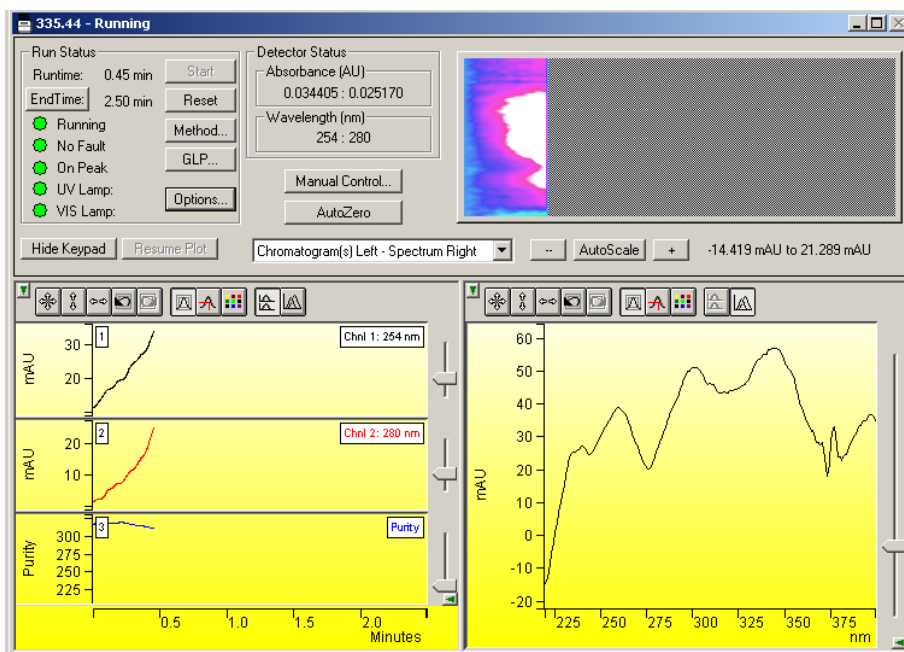 335.44 - Running
Run Status
Runtime: 0.45 min
Start
EndTime: 2.50 min
Reset
Running
Method...
No Fault
GLP...
On Peak
UV Lamp:
Options...
VIS Lamp:
Detector Status
Absorbance (AU)
0.034405 : 0.025170
Wavelength (nm)
254 : 280
Manual Control...
AutoZero
Hide Keypad
Resume Plot
Chromatogram(s) Left - Spectrum Right
--
AutoScale
+
-14.419 mAU to 21.289 mAU
1
Chnl 1: 254 nm
mAU
30
20
2
Chnl 2: 280 nm
mAU
20
10
3
Purity
Purity
300
275
250
225
0.5 1.0 1.5 2.0
Minutes
mAU
60
50
40
30
20
10
0
-10
-20
225 250 275 300 325 350 375
nm